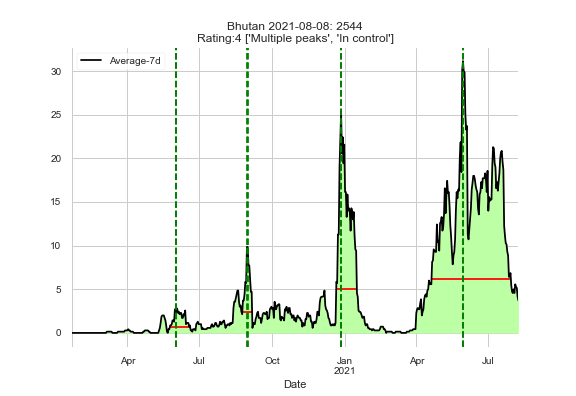 Bhutan 2021-08-08: 2544
Rating:4 ['Multiple peaks', 'In control']
Average-7d
30
25
20
15
10
5
0
Apr Jul Oct Jan Apr Jul
2021
Date